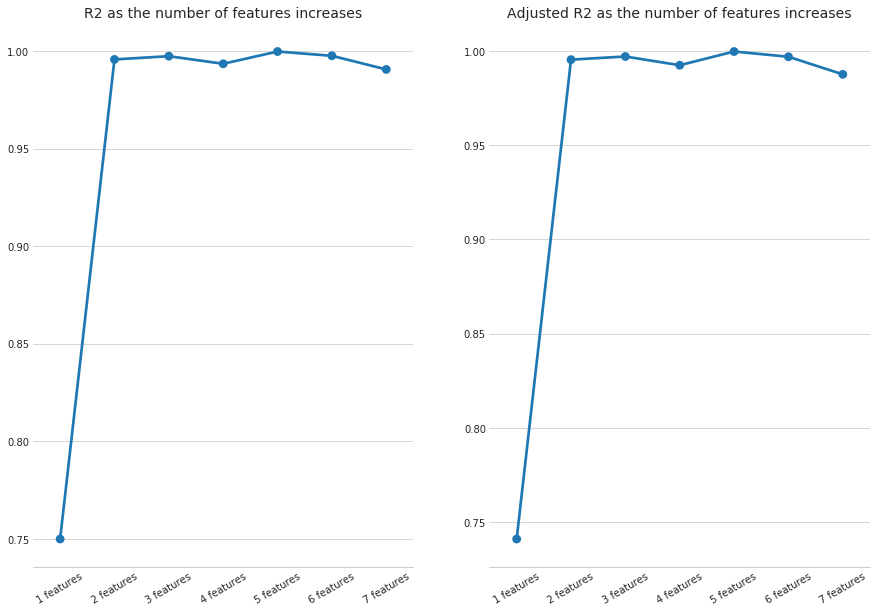 R2 as the number of features increases
1.00
0.95
0.90
0.85
0.80
0.75
1 features
2 features
3 features
4 features
5 features
6 features
7 features
Adjusted R2 as the number of features increases
1.00
0.95
0.90
0.85
0.80
0.75
1 features
2 features
3 features
4 features
5 features
6 features
7 features